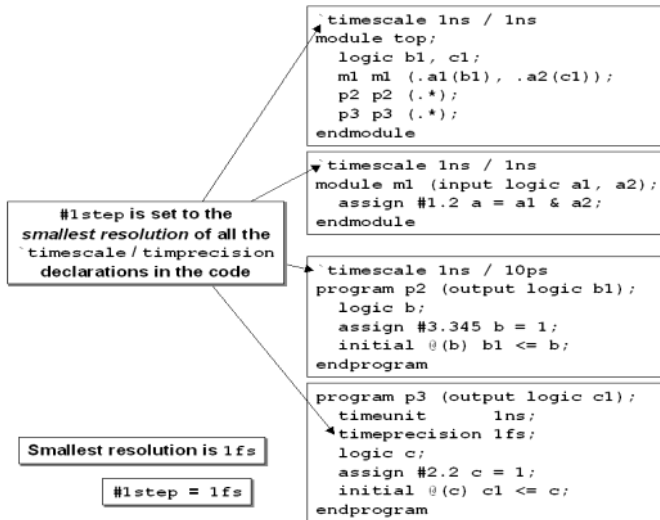 `timescale 1ns / 1ns
module top;
logic b1, c1;
m1 m1 (.a1(b1), .a2(c1));
p2 p2 (.*);
p3 p3 (.*);
endmodule
`timescale 1ns / 1ns
module m1 (input logic a1, a2);
assign #1.2 a = a1 & a2;
endmodule
#1step is set to the
smallest resolution of all the
`timescale / timprecision
declarations in the code
`timescale 1ns / 10ps
program p2 (output logic b1);
logic b;
assign #3.345 b = 1;
initial @(b) b1 <= b;
endprogram
program p3 (output logic c1);
timeunit 1ns;
timeprecision 1fs;
logic c;
assign #2.2 c = 1;
initial @(c) c1 <= c;
endprogram
Smallest resolution is 1fs
#1step = 1fs